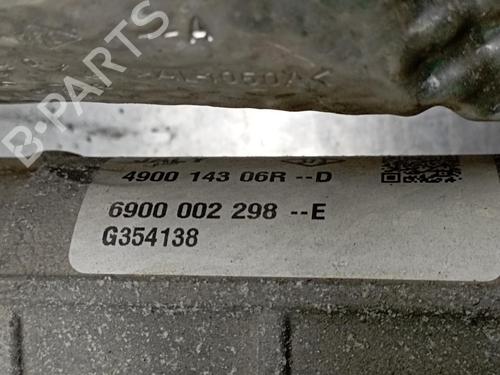 -A
4900 143 06R --D
6900 002 298 --E
G354138
B-PARTS